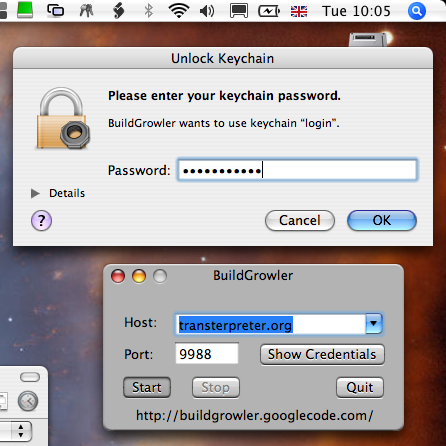 Tue 10:05
Unlock Keychain
Please enter your keychain password.
BuildGrowler wants to use keychain “login”.
Password: •••••••••••
Details
?
Cancel
OK
BuildGrowler
Host: transterpreter.org
Port: 9988
Show Credentials
Start
Stop
Quit
http://buildgrowler.googlecode.com/